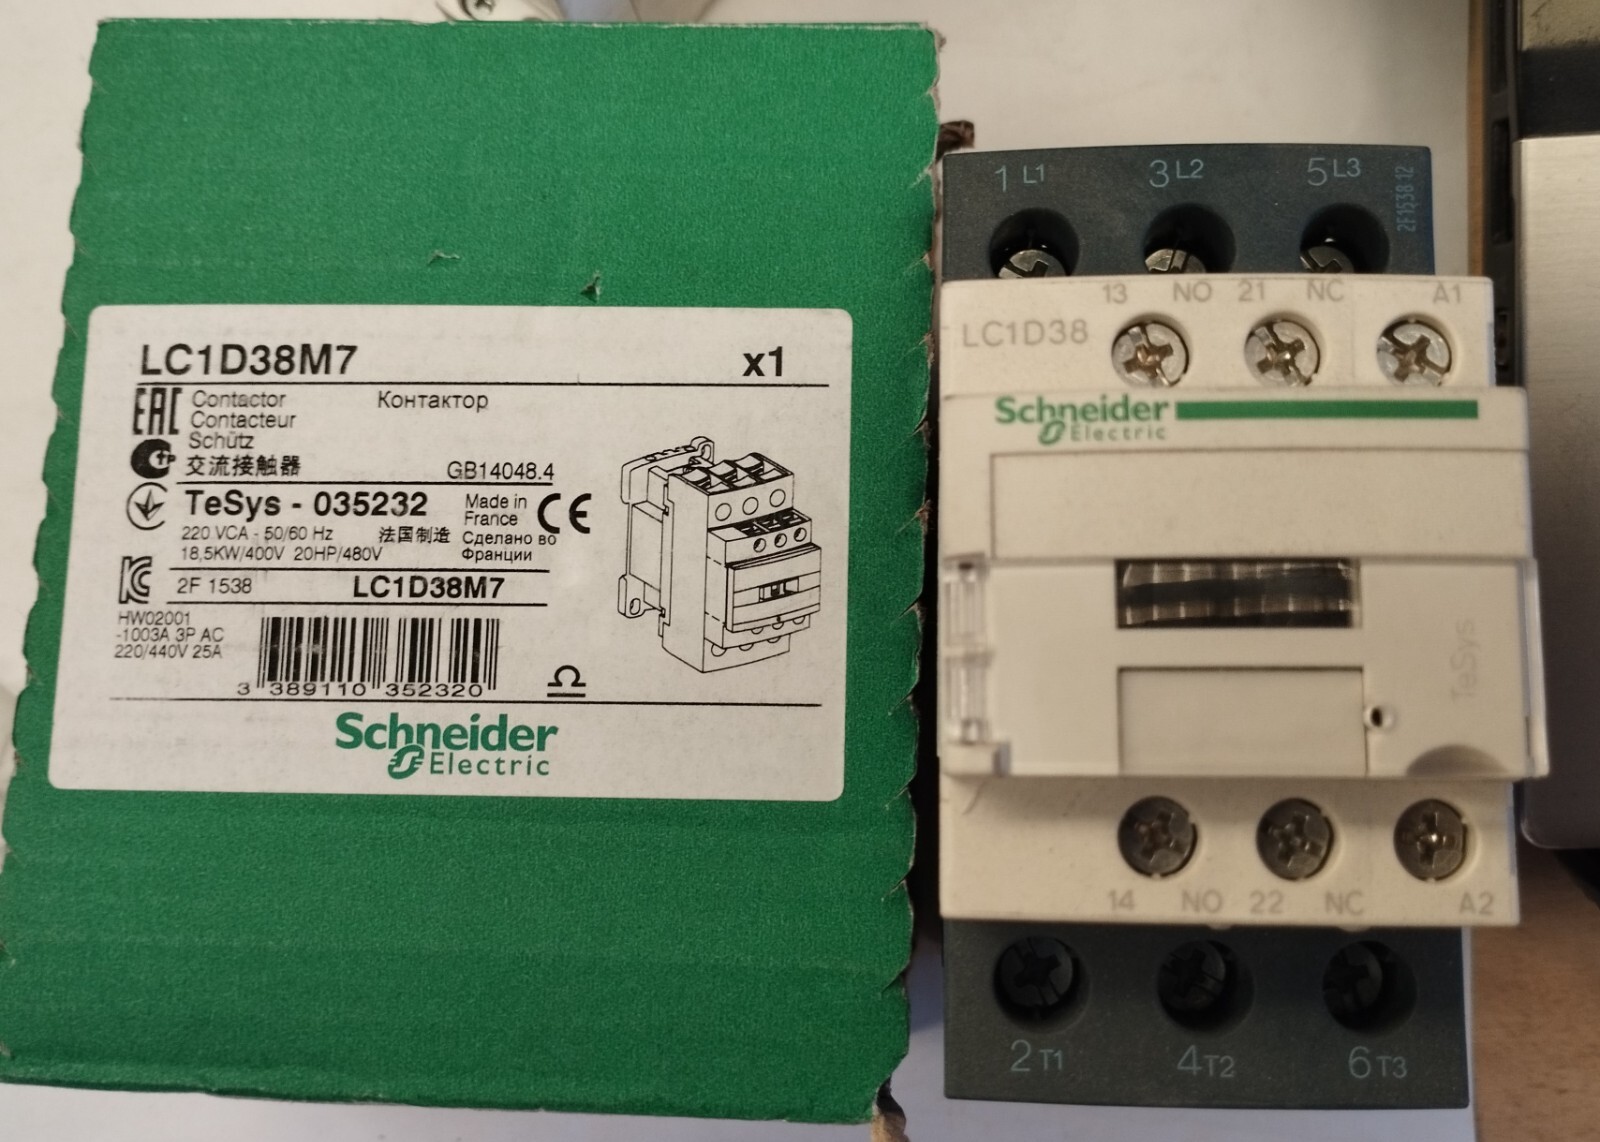 LC1D38M7 x1
EAC Contactor Контактор
Contacteur
Schütz
交流接触器 GB14048.4
TeSys - 035232 Made in France CE
220 VCA - 50/60 Hz 法国制造 Сделано во Франции
18,5KW/400V 20HP/480V
2F 1538 LC1D38M7
HW02001
-1003A 3P AC
220/440V 25A
3 389110 352320
Schneider
Electric
1 L1 3 L2 5 L3
2F1538 12
13 NO 21 NC A1
LC1D38
Schneider
Electric
TeSys
14 NO 22 NC A2
2 T1 4 T2 6 T3